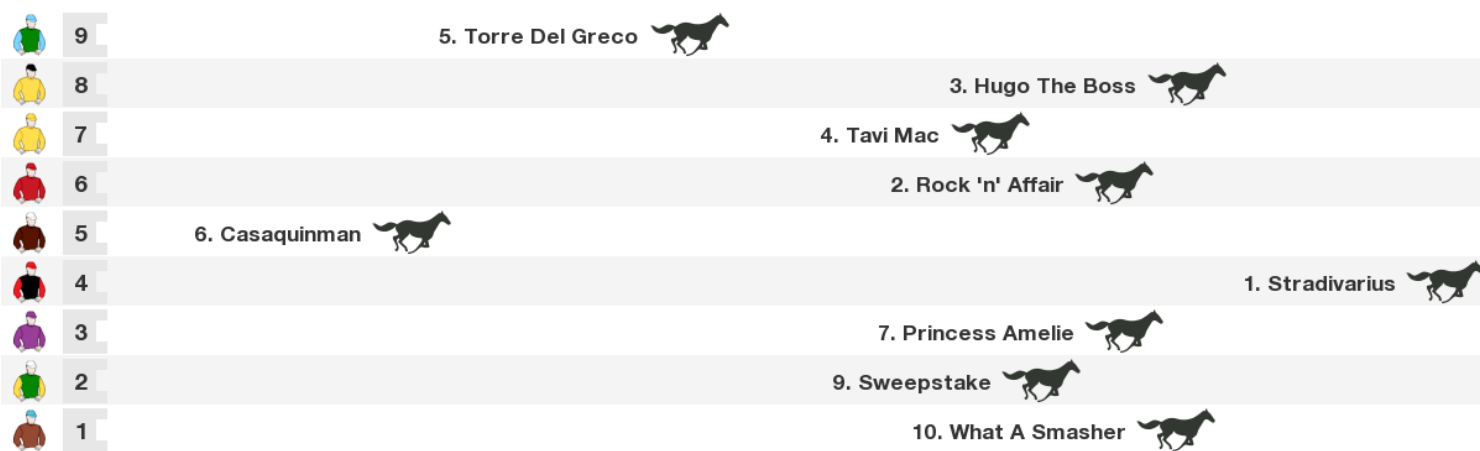 9 5. Torre Del Greco
8 3. Hugo The Boss
7 4. Tavi Mac
6 2. Rock 'n' Affair
5 6. Casaquinman
4 1. Stradivarius
3 7. Princess Amelie
2 9. Sweepstake
1 10. What A Smasher